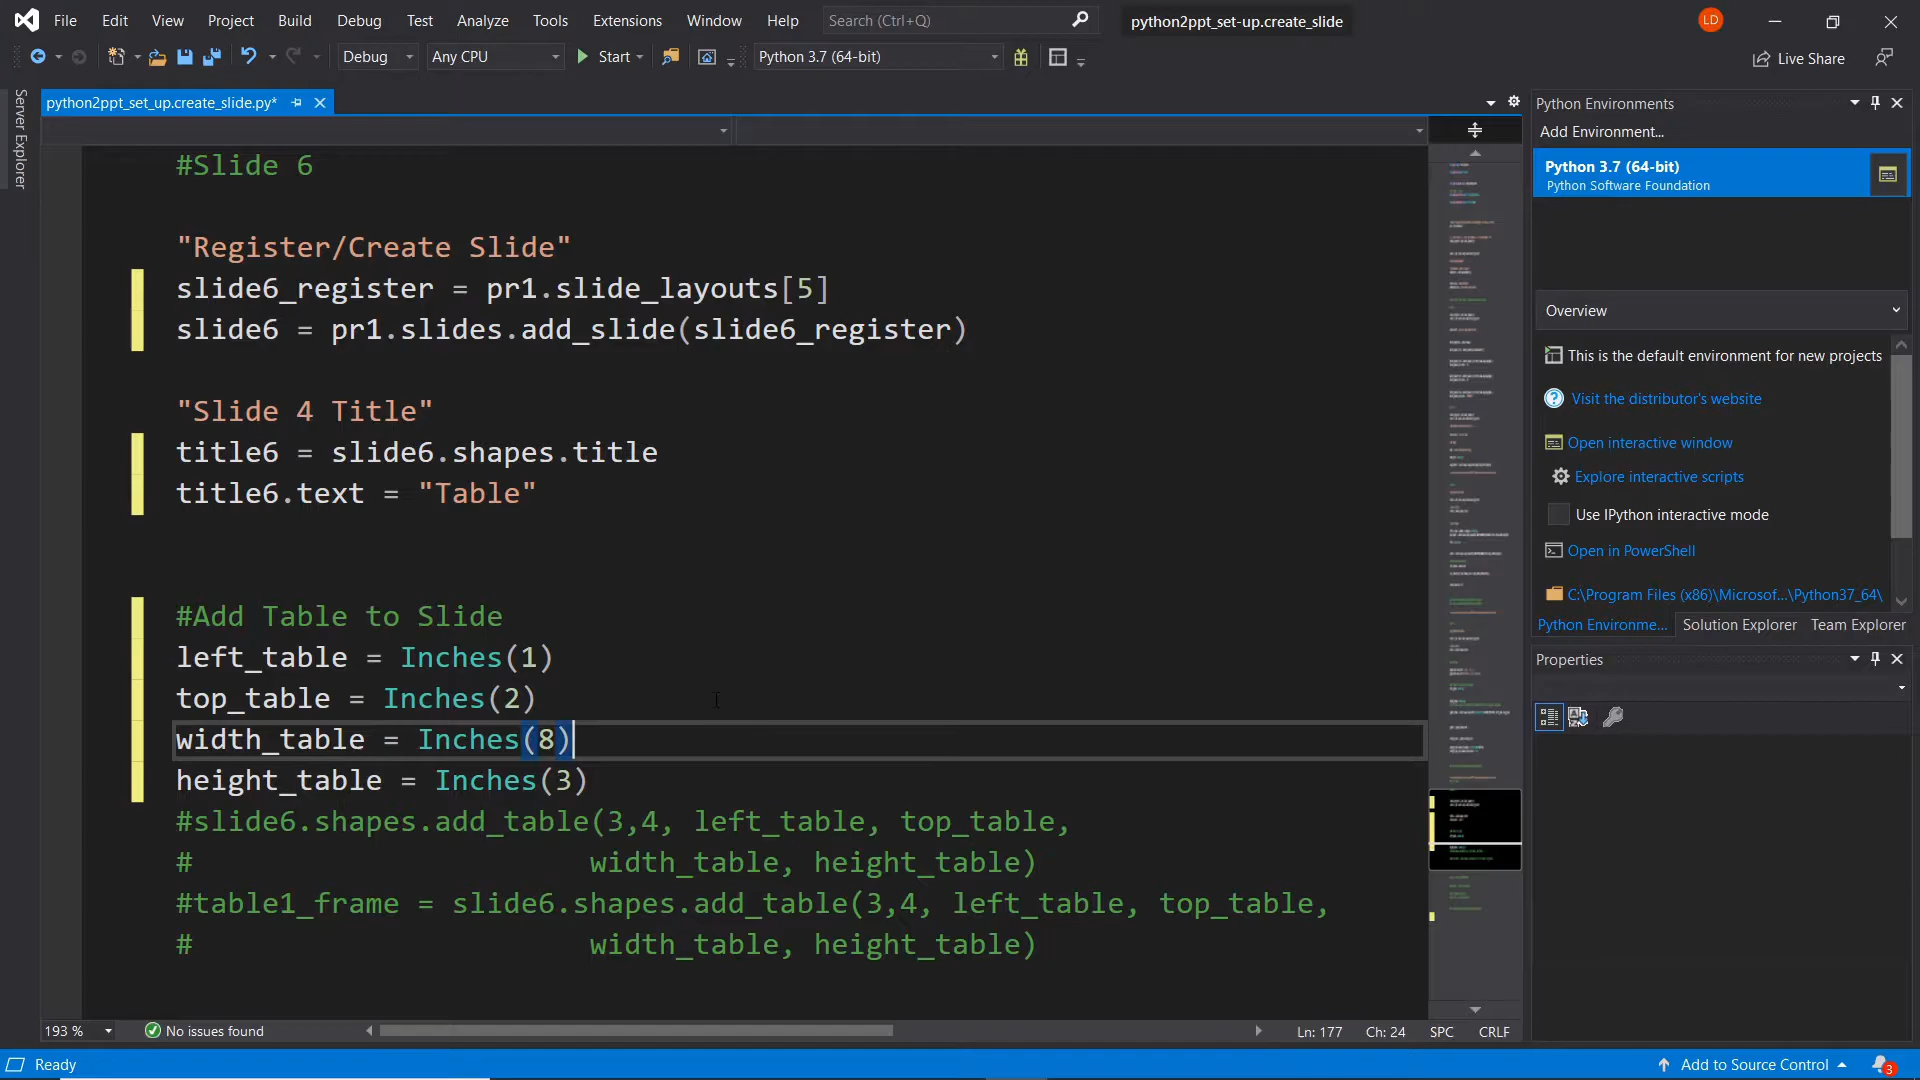 File Edit View Project Build Debug Test Analyze Tools Extensions Window Help Search (Ctrl+Q) python2ppt_set-up.create_slide LD
Debug Any CPU Start Python 3.7 (64-bit) Live Share
Server Explorer
python2ppt_set_up.create_slide.py*
#Slide 6
"Register/Create Slide"
slide6_register = pr1.slide_layouts[5]
slide6 = pr1.slides.add_slide(slide6_register)
"Slide 4 Title"
title6 = slide6.shapes.title
title6.text = "Table"
#Add Table to Slide
left_table = Inches(1)
top_table = Inches(2)
width_table = Inches(8)
height_table = Inches(3)
#slide6.shapes.add_table(3,4, left_table, top_table,
# width_table, height_table)
#table1_frame = slide6.shapes.add_table(3,4, left_table, top_table,
# width_table, height_table)
193 % No issues found Ln: 177 Ch: 24 SPC CRLF
Python Environments
Add Environment...
Python 3.7 (64-bit)
Python Software Foundation
Overview
This is the default environment for new projects
Visit the distributor's website
Open interactive window
Explore interactive scripts
Use IPython interactive mode
Open in PowerShell
C:\Program Files (x86)\Microsof...\Python37_64\
Python Environme... Solution Explorer Team Explorer
Properties
Ready Add to Source Control 3